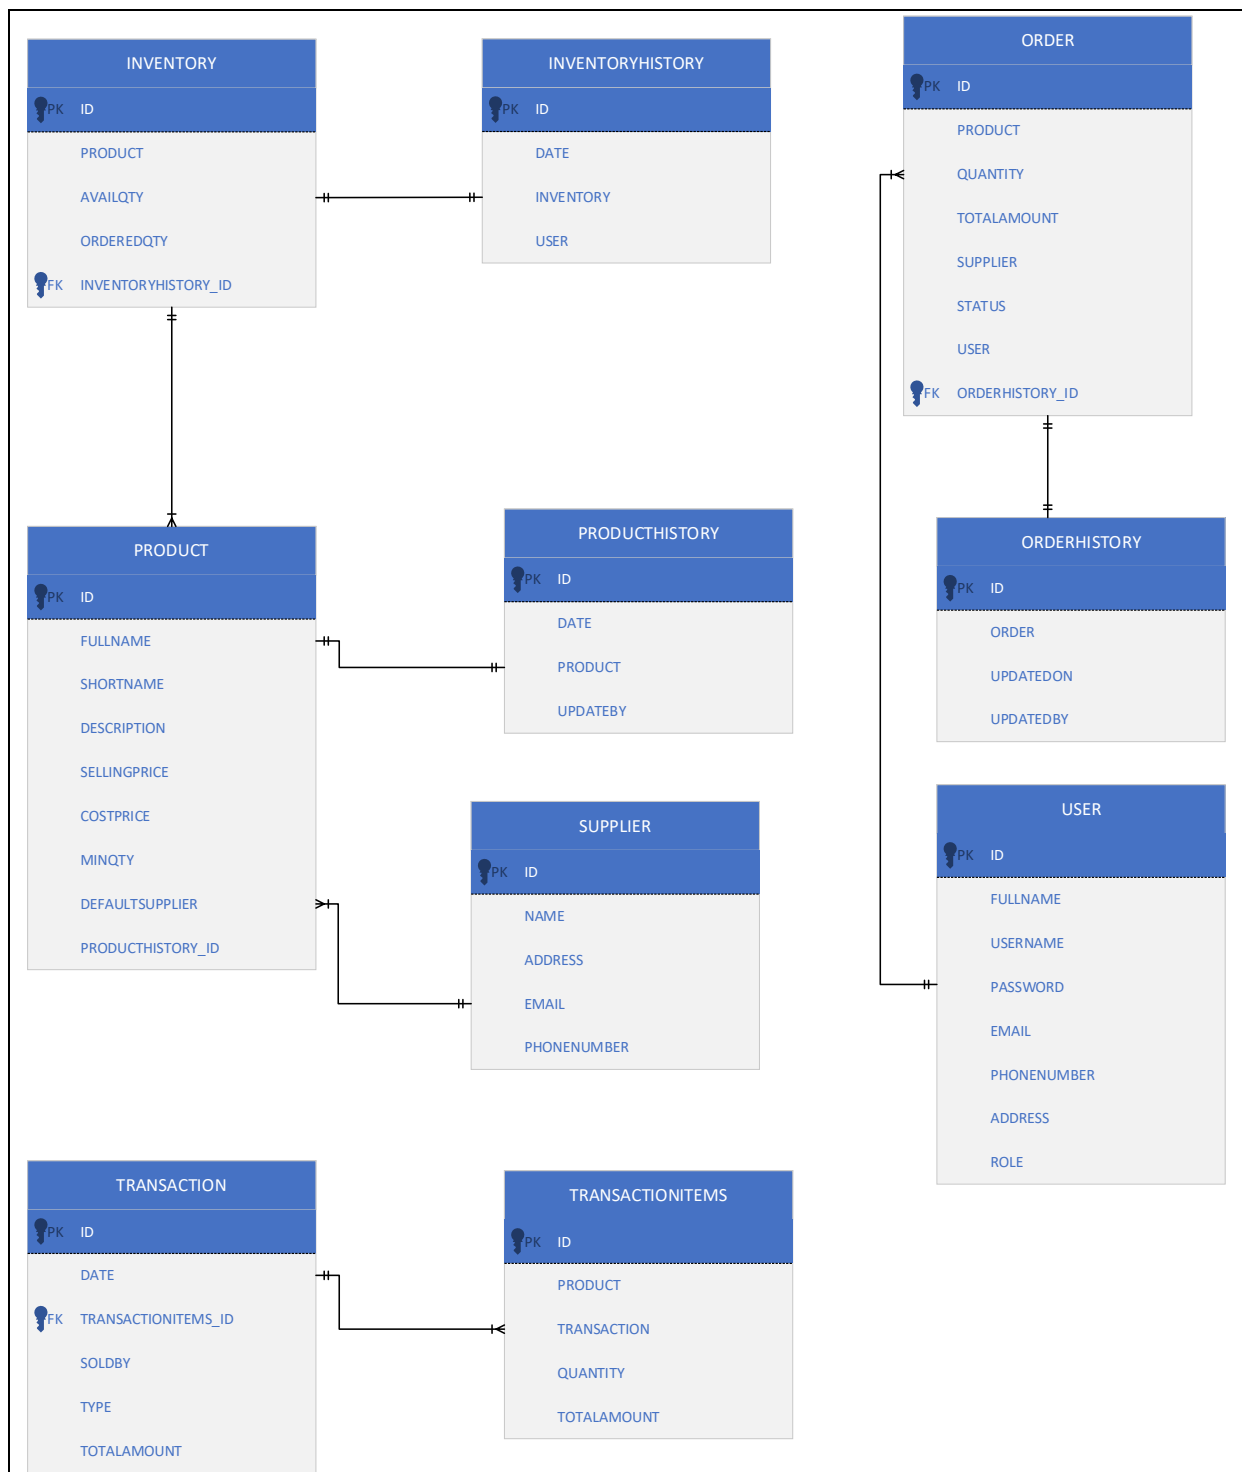 INVENTORY
PK ID
PRODUCT
AVAILQTY
ORDEREDQTY
FK INVENTORYHISTORY_ID
INVENTORYHISTORY
PK ID
DATE
INVENTORY
USER
ORDER
PK ID
PRODUCT
QUANTITY
TOTALAMOUNT
SUPPLIER
STATUS
USER
FK ORDERHISTORY_ID
PRODUCT
PK ID
FULLNAME
SHORTNAME
DESCRIPTION
SELLINGPRICE
COSTPRICE
MINQTY
DEFAULTSUPPLIER
PRODUCTHISTORY_ID
PRODUCTHISTORY
PK ID
DATE
PRODUCT
UPDATEBY
ORDERHISTORY
PK ID
ORDER
UPDATEDON
UPDATEDBY
SUPPLIER
PK ID
NAME
ADDRESS
EMAIL
PHONENUMBER
USER
PK ID
FULLNAME
USERNAME
PASSWORD
EMAIL
PHONENUMBER
ADDRESS
ROLE
TRANSACTION
PK ID
DATE
FK TRANSACTIONITEMS_ID
SOLDBY
TYPE
TOTALAMOUNT
TRANSACTIONITEMS
PK ID
PRODUCT
TRANSACTION
QUANTITY
TOTALAMOUNT